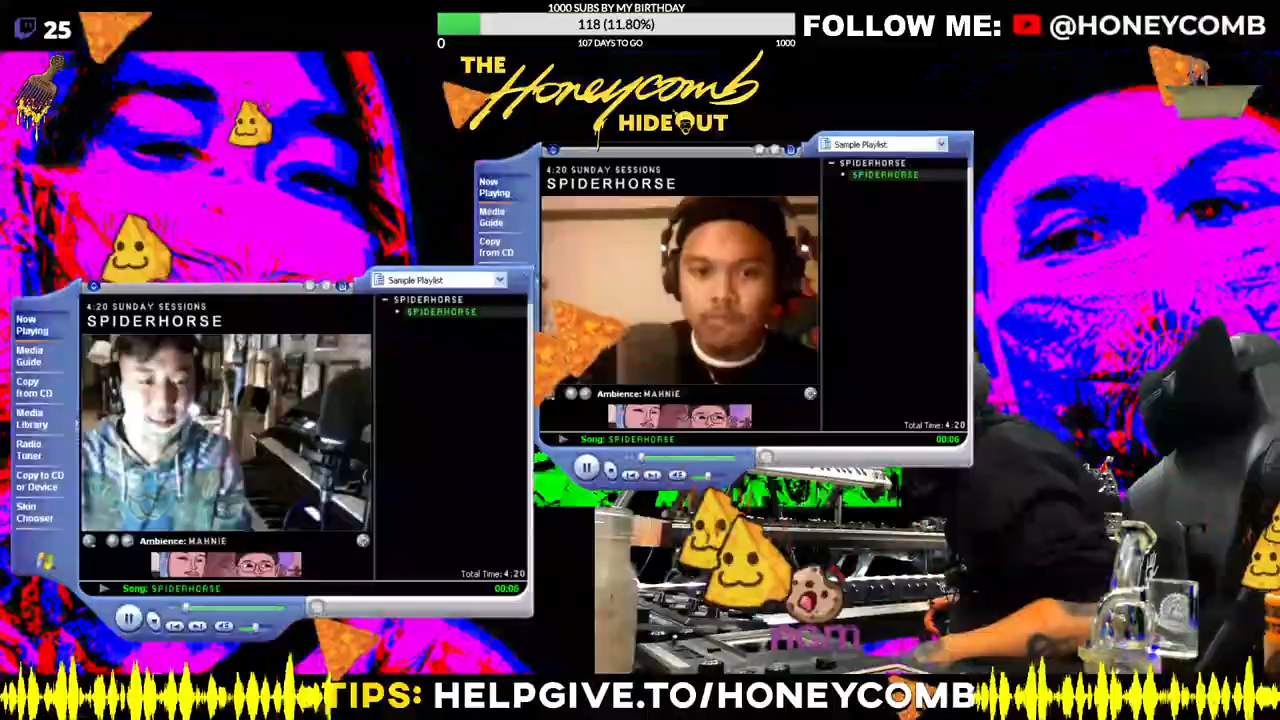 25
1000 SUBS BY MY BIRTHDAY
118 (11.80%)
0
107 DAYS TO GO
1000
FOLLOW ME: @HONEYCOMB
THE
Honeycomb
HIDEOUT
Sample Playlist
4:20 SUNDAY SESSIONS
SPIDERHORSE
SPIDERHORSE
SPIDERHORSE
Now
Playing
Media
Guide
Copy
from CD
Ambience: MAHNIE
Total Time: 4:20
Song: SPIDERHORSE
00:06
Sample Playlist
4:20 SUNDAY SESSIONS
SPIDERHORSE
SPIDERHORSE
SPIDERHORSE
Now
Playing
Media
Guide
Copy
from CD
Media
Library
Radio
Tuner
Copy to CD
or Device
Skin
Chooser
Ambience: MAHNIE
Total Time: 4:20
Song: SPIDERHORSE
00:06
nom
TIPS: HELPGIVE.TO/HONEYCOMB